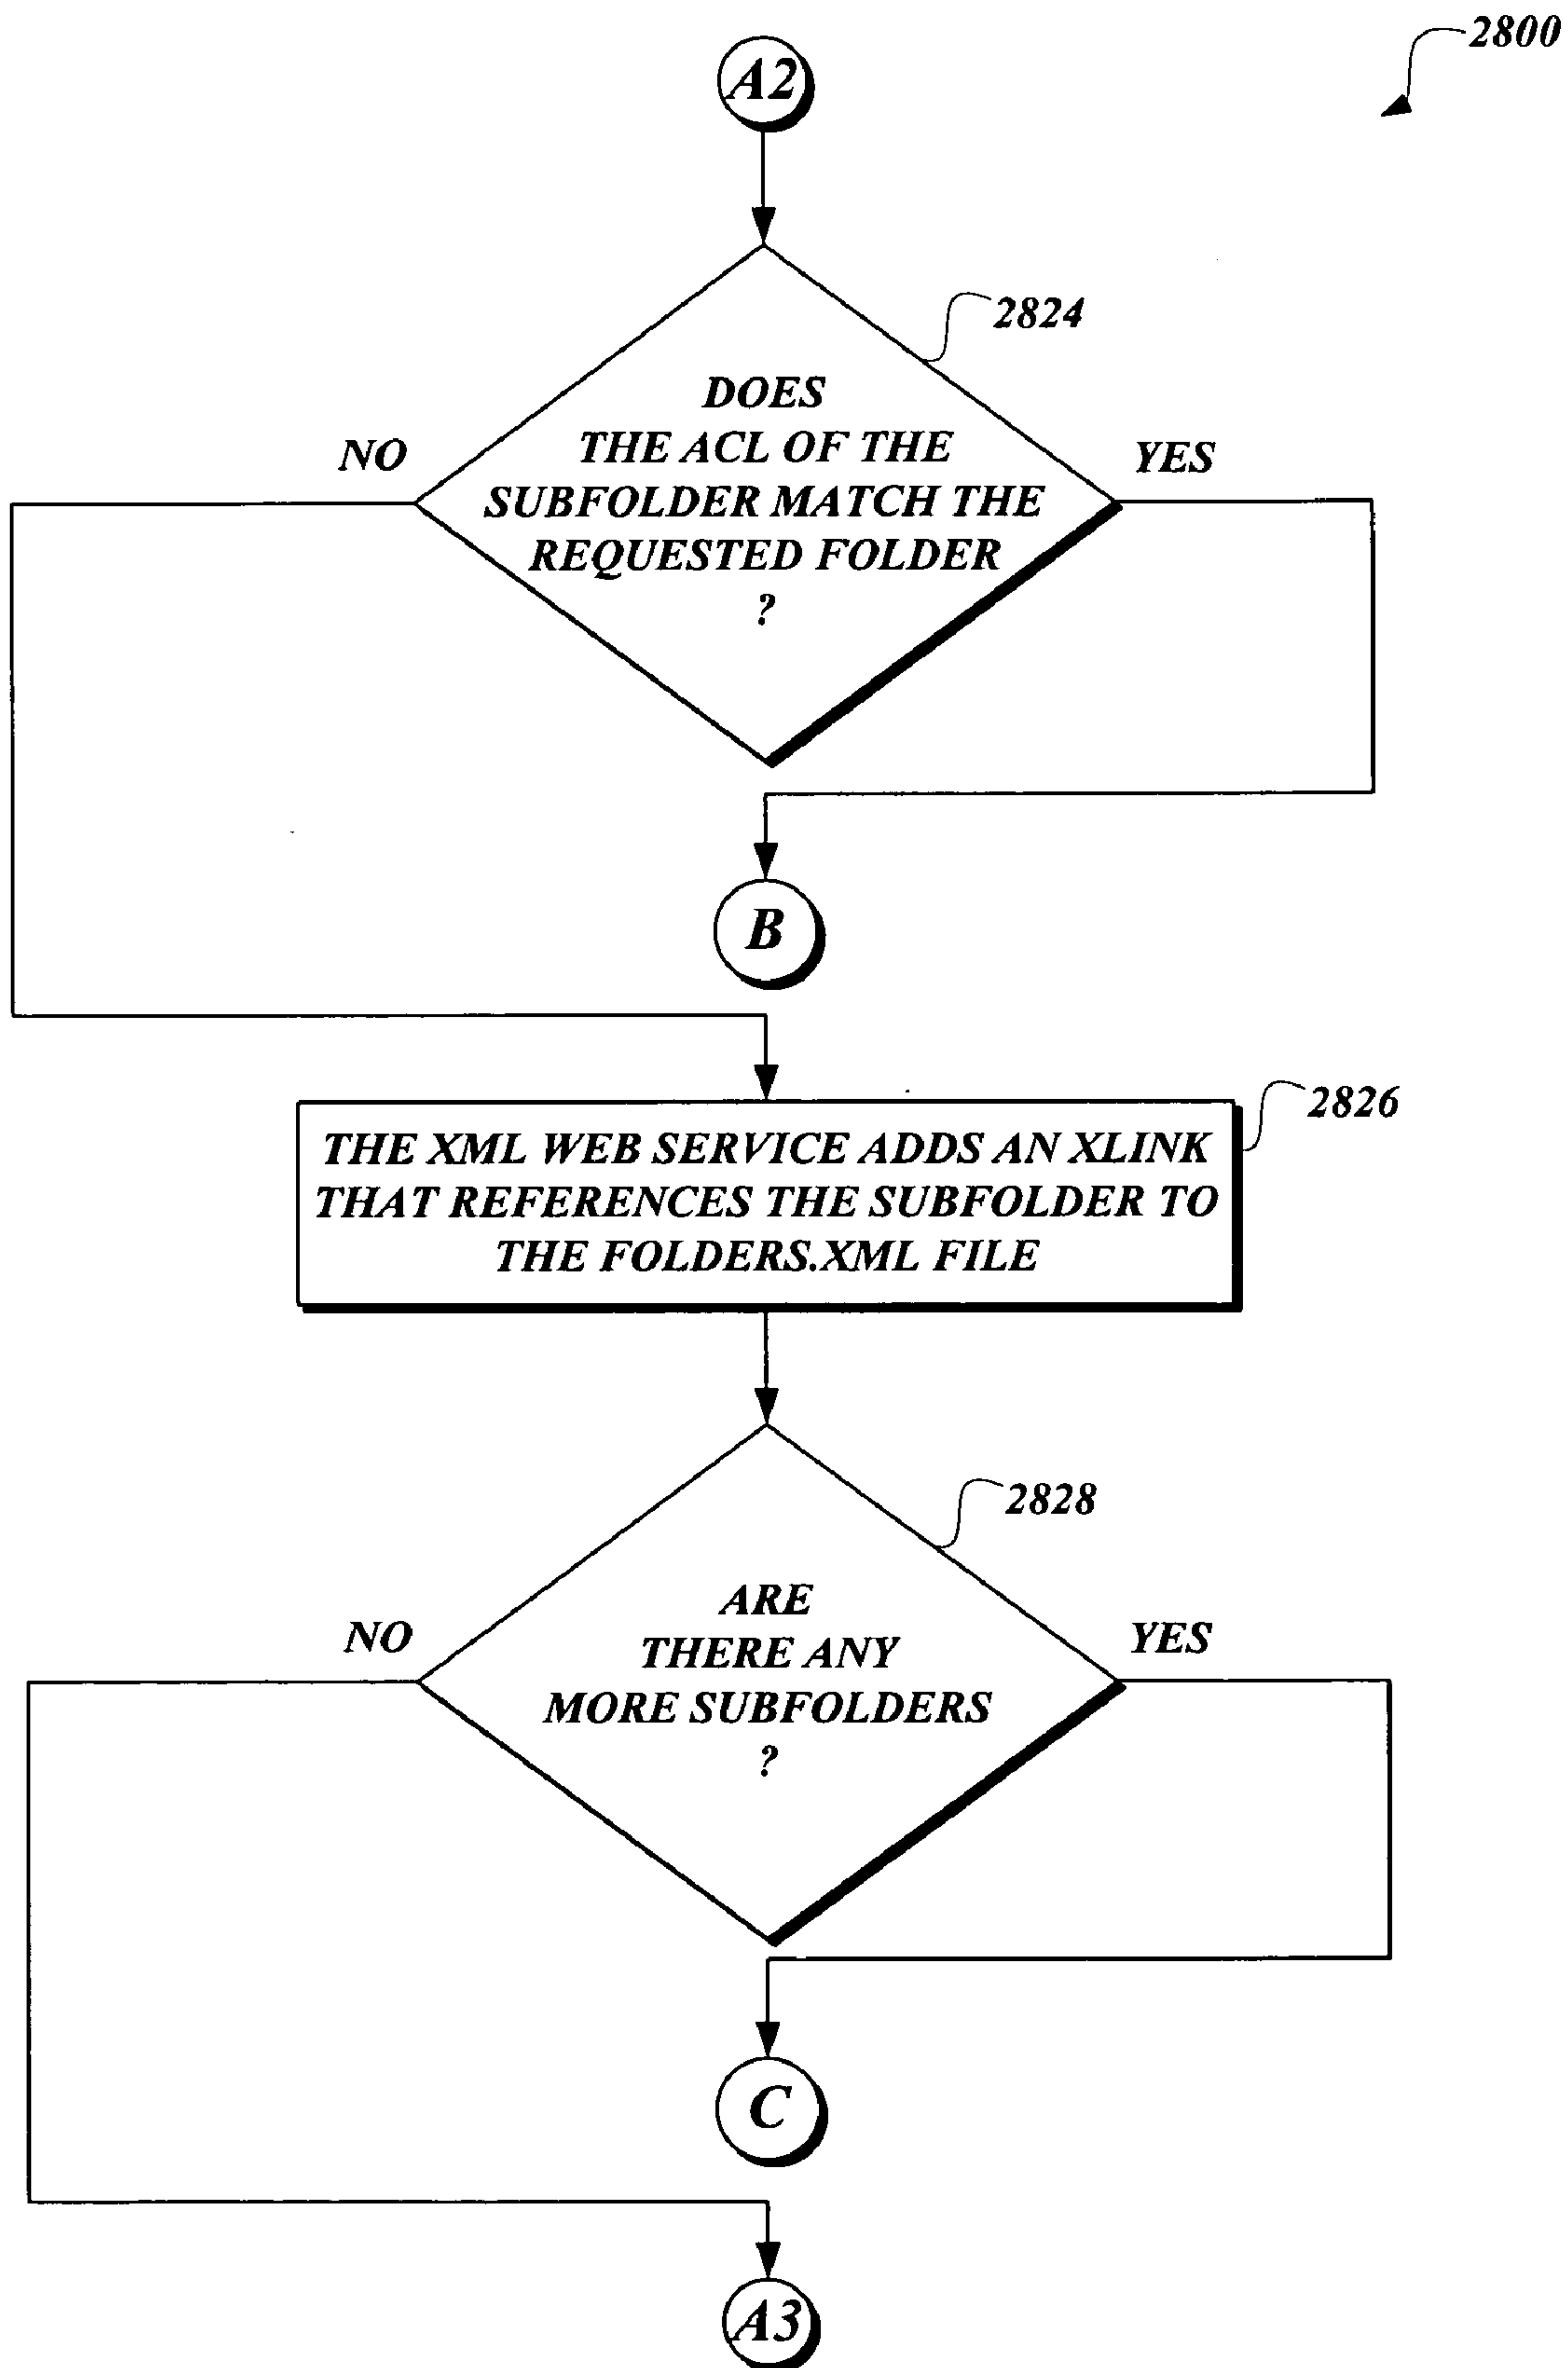 2800
A2
2824
DOES
THE ACL OF THE
SUBFOLDER MATCH THE
REQUESTED FOLDER
?
NO
YES
B
2826
THE XML WEB SERVICE ADDS AN XLINK
THAT REFERENCES THE SUBFOLDER TO
THE FOLDERS.XML FILE
2828
ARE
THERE ANY
MORE SUBFOLDERS
?
NO
YES
C
A3